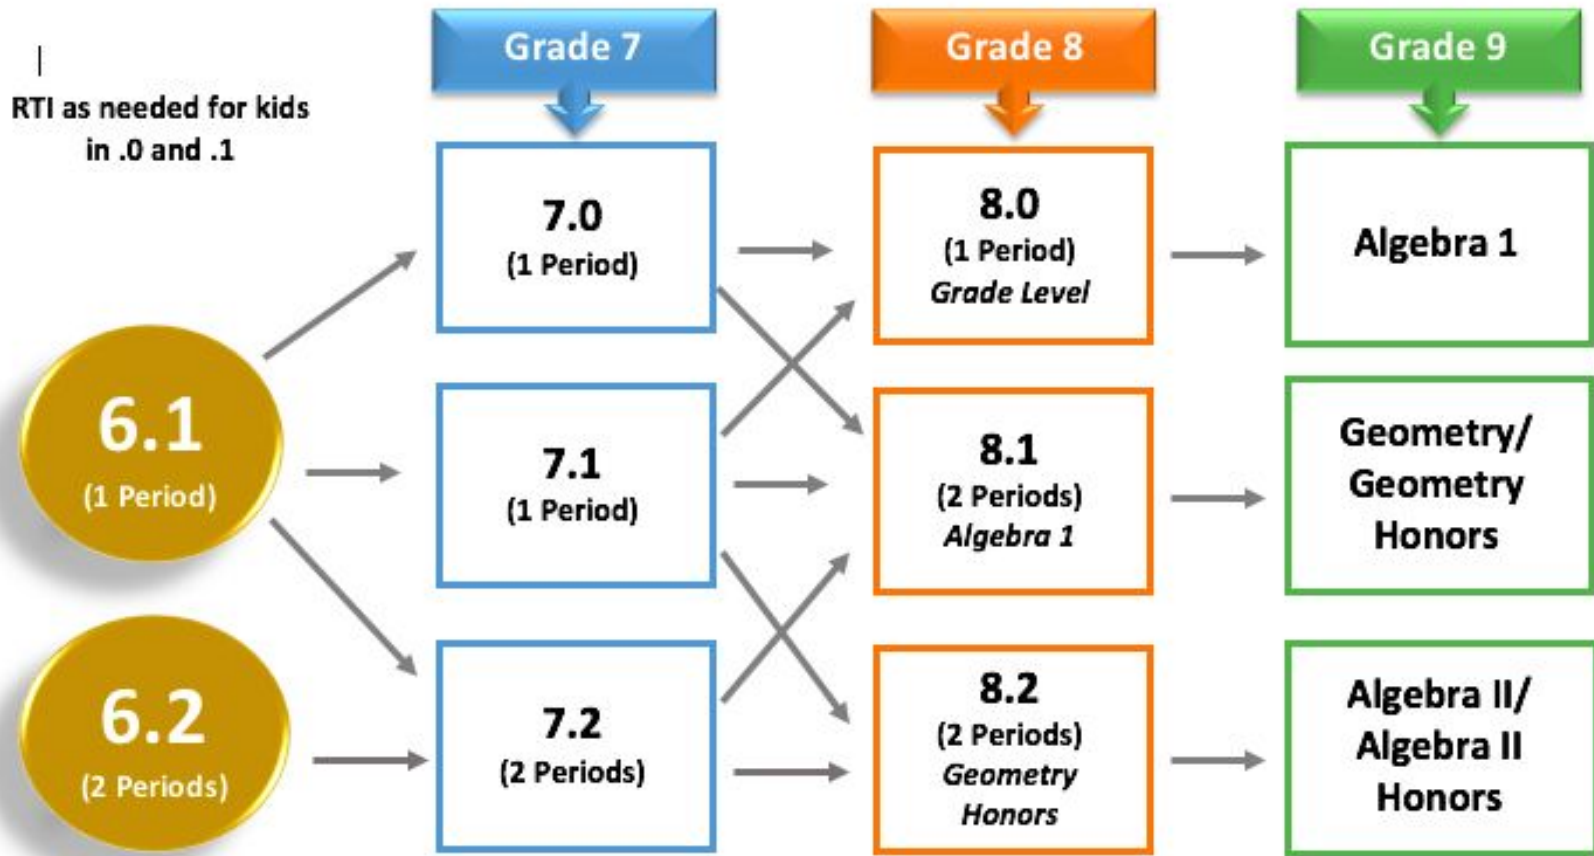 Grade 7
Grade 8
Grade 9
RTI as needed for kids
in .0 and .1
7.0
(1 Period)
8.0
(1 Period)
Grade Level
Algebra 1
6.1
(1 Period)
7.1
(1 Period)
8.1
(2 Periods)
Algebra 1
Geometry/
Geometry
Honors
6.2
(2 Periods)
7.2
(2 Periods)
8.2
(2 Periods)
Geometry
Honors
Algebra II/
Algebra II
Honors